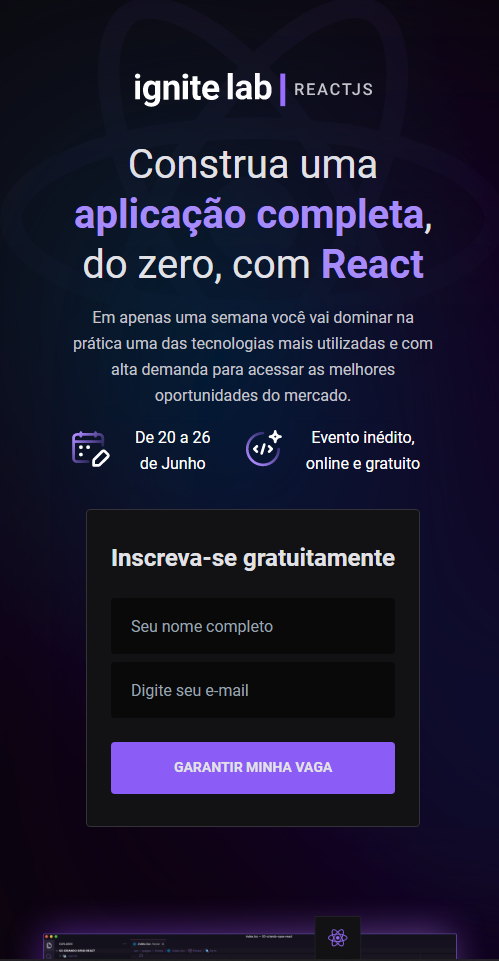 ignite lab | REACTJS
Construa uma
aplicação completa,
do zero, com React
Em apenas uma semana você vai dominar na
prática uma das tecnologias mais utilizadas e com
alta demanda para acessar as melhores
oportunidades do mercado.
De 20 a 26
de Junho
Evento inédito,
online e gratuito
Inscreva-se gratuitamente
Seu nome completo
Digite seu e-mail
GARANTIR MINHA VAGA